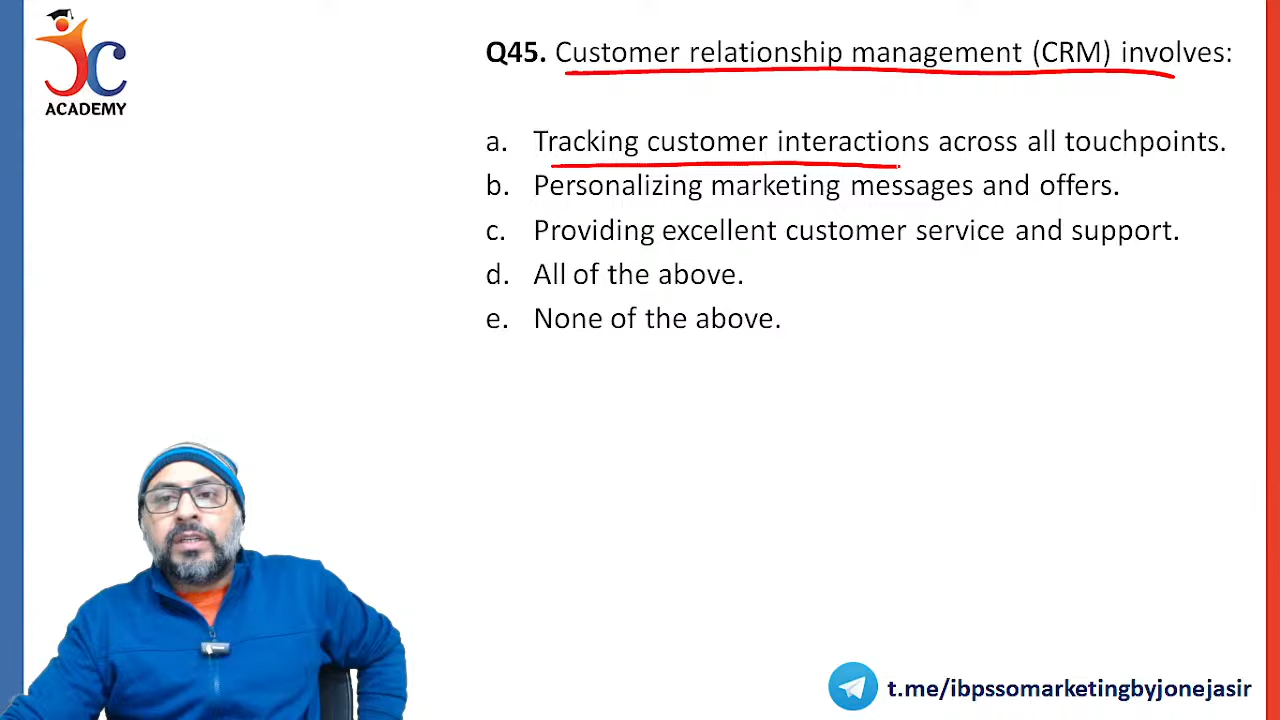 JC
ACADEMY
Q45. Customer relationship management (CRM) involves:
a. Tracking customer interactions across all touchpoints.
b. Personalizing marketing messages and offers.
c. Providing excellent customer service and support.
d. All of the above.
e. None of the above.
t.me/ibpssomarketingbyjonejasir